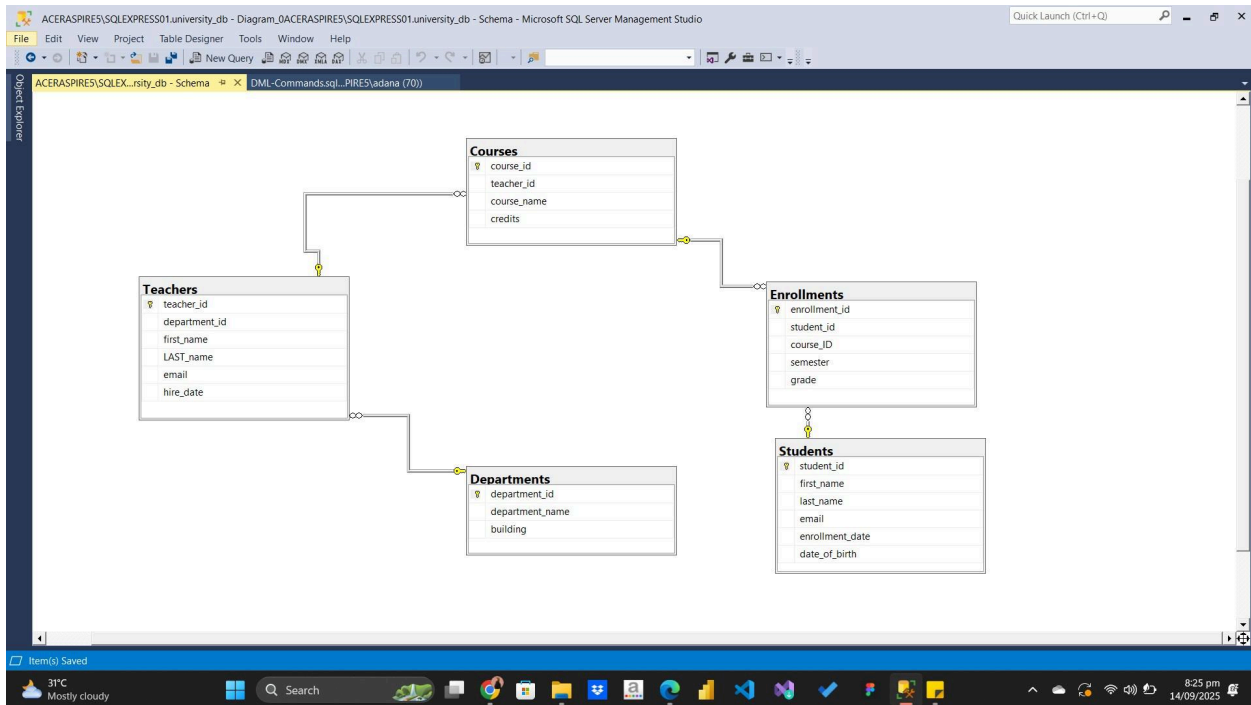 ACERASPIRE5\SQLEXPRESS01.university_db - Diagram_0ACERASPIRE5\SQLEXPRESS01.university_db - Schema - Microsoft SQL Server Management Studio
Quick Launch (Ctrl+Q)
File Edit View Project Table Designer Tools Window Help
New Query
ACERASPIRE5\SQLEX...rsity_db - Schema
DML-Commands.sql...PIRE5\adana (70))
Object Explorer
Courses
course_id
teacher_id
course_name
credits
Teachers
teacher_id
department_id
first_name
LAST_name
email
hire_date
Enrollments
enrollment_id
student_id
course_ID
semester
grade
Departments
department_id
department_name
building
Students
student_id
first_name
last_name
email
enrollment_date
date_of_birth
Item(s) Saved
31°C
Mostly cloudy
Search
8:25 pm
14/09/2025